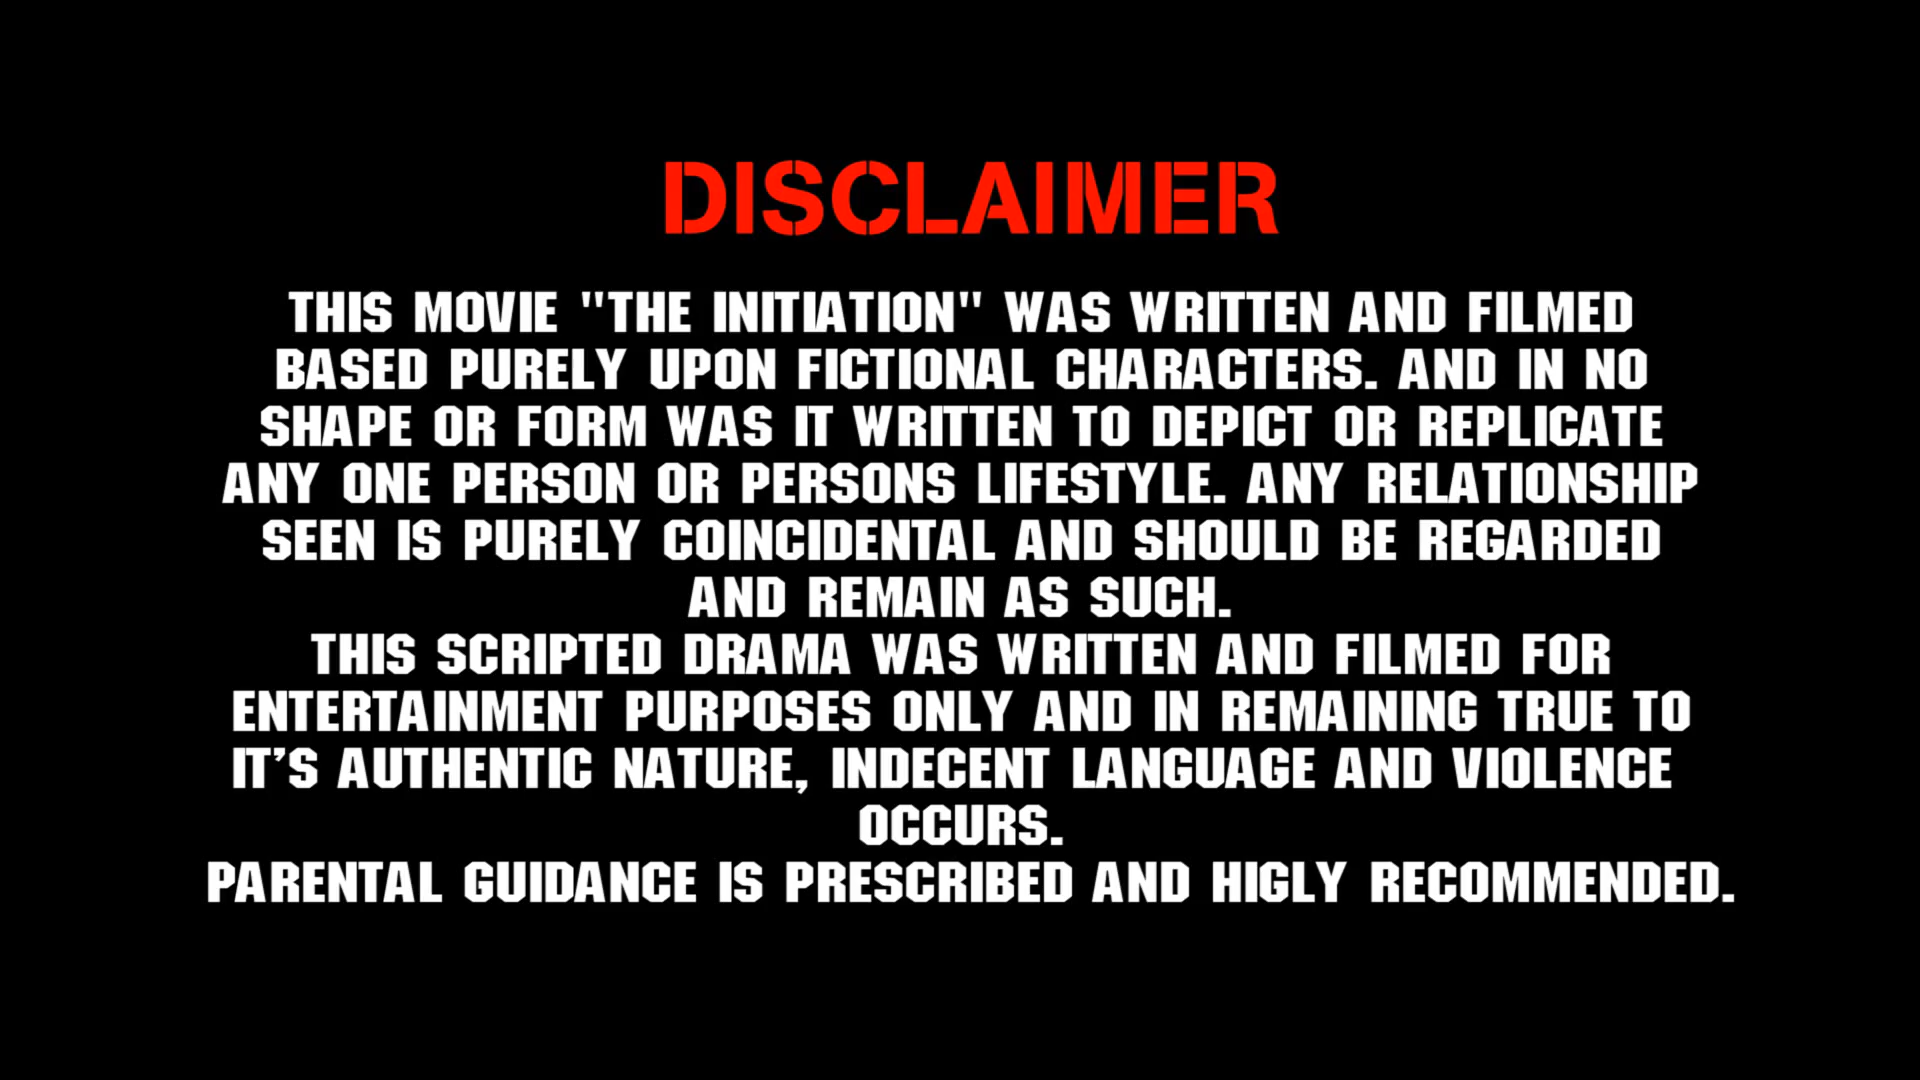 DISCLAIMER
THIS MOVIE "THE INITIATION" WAS WRITTEN AND FILMED
BASED PURELY UPON FICTIONAL CHARACTERS. AND IN NO
SHAPE OR FORM WAS IT WRITTEN TO DEPICT OR REPLICATE
ANY ONE PERSON OR PERSONS LIFESTYLE. ANY RELATIONSHIP
SEEN IS PURELY COINCIDENTAL AND SHOULD BE REGARDED
AND REMAIN AS SUCH.
THIS SCRIPTED DRAMA WAS WRITTEN AND FILMED FOR
ENTERTAINMENT PURPOSES ONLY AND IN REMAINING TRUE TO
IT’S AUTHENTIC NATURE, INDECENT LANGUAGE AND VIOLENCE
OCCURS.
PARENTAL GUIDANCE IS PRESCRIBED AND HIGLY RECOMMENDED.